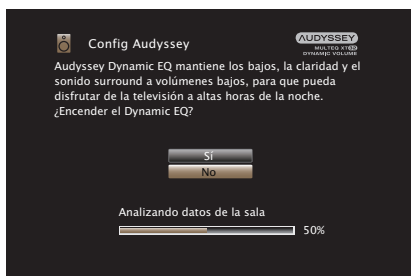 Config Audyssey
AUDYSSEY
MULTEQ XT32
DYNAMIC VOLUME
Audyssey Dynamic EQ mantiene los bajos, la claridad y el
sonido surround a volúmenes bajos, para que pueda
disfrutar de la televisión a altas horas de la noche.
¿Encender el Dynamic EQ?
Sí
No
Analizando datos de la sala
50%